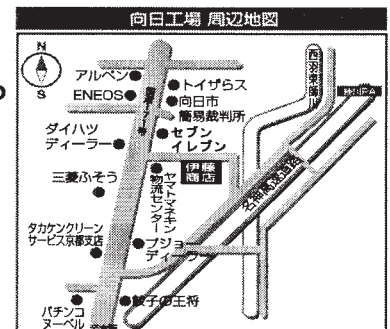 向日工場 周辺地図
N
S
アルペン
ENEOS
トイザらス
向日市
簡易裁判所
ダイハツ
ディーラー
セブン
イレブン
三菱ふそう
伊藤
商店
ヤマトマネキン
物流センター
タカケンクリーン
サービス京都支店
プジョー
ディーラー
パチンコ
ヌーベル
餃子の王将
西羽束師川
名神高速道路